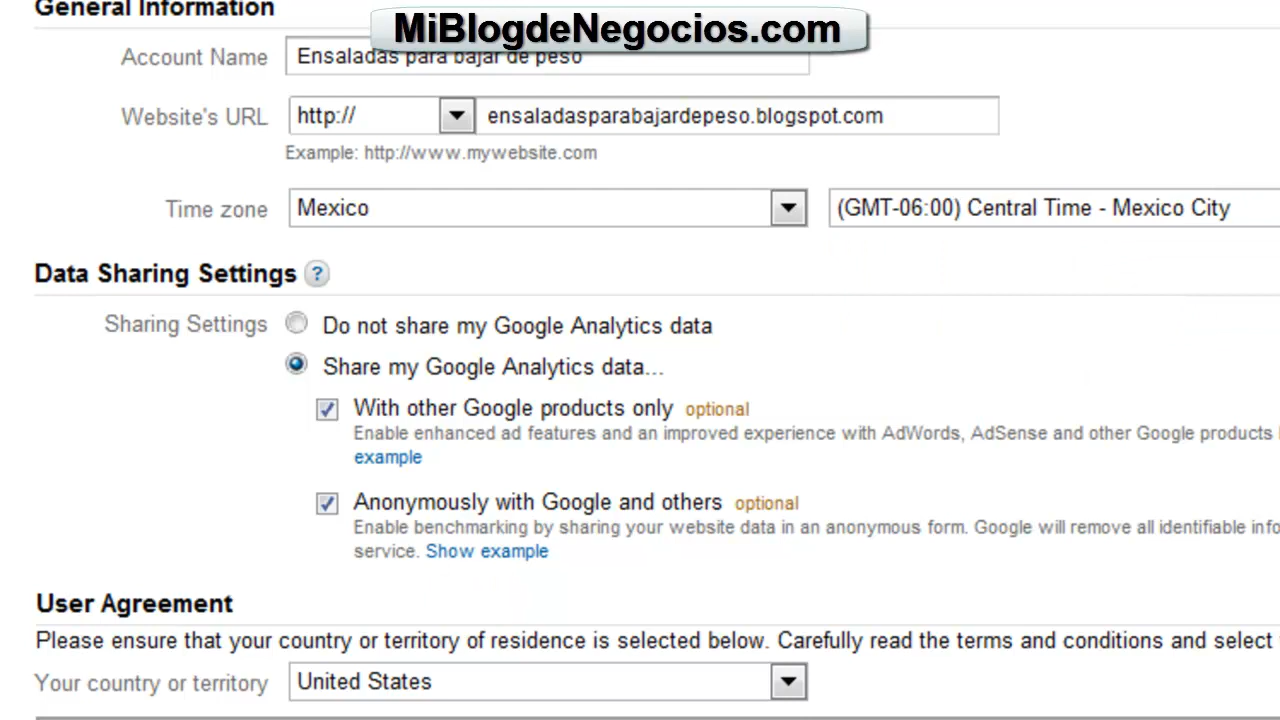 General Information
MiBlogdeNegocios.com
Account Name Ensaladas para bajar de peso
Website's URL http:// ensaladasparabajardepeso.blogspot.com
Example: http://www.mywebsite.com
Time zone Mexico (GMT-06:00) Central Time - Mexico City
Data Sharing Settings ?
Sharing Settings Do not share my Google Analytics data
Share my Google Analytics data...
With other Google products only optional
Enable enhanced ad features and an improved experience with AdWords, AdSense and other Google products
example
Anonymously with Google and others optional
Enable benchmarking by sharing your website data in an anonymous form. Google will remove all identifiable
service. Show example
User Agreement
Please ensure that your country or territory of residence is selected below. Carefully read the terms and conditions and select
Your country or territory United States